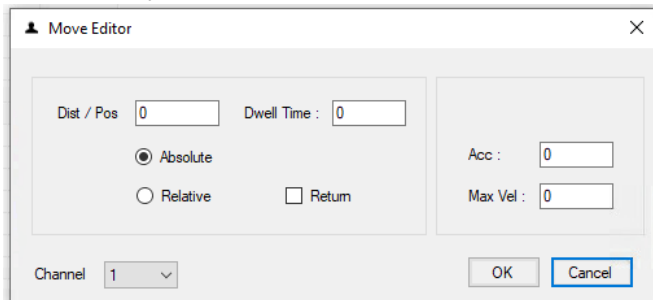 Move Editor
Dist / Pos 0 Dwell Time : 0
Absolute
Acc : 0
Relative Return Max Vel : 0
Channel 1 OK Cancel